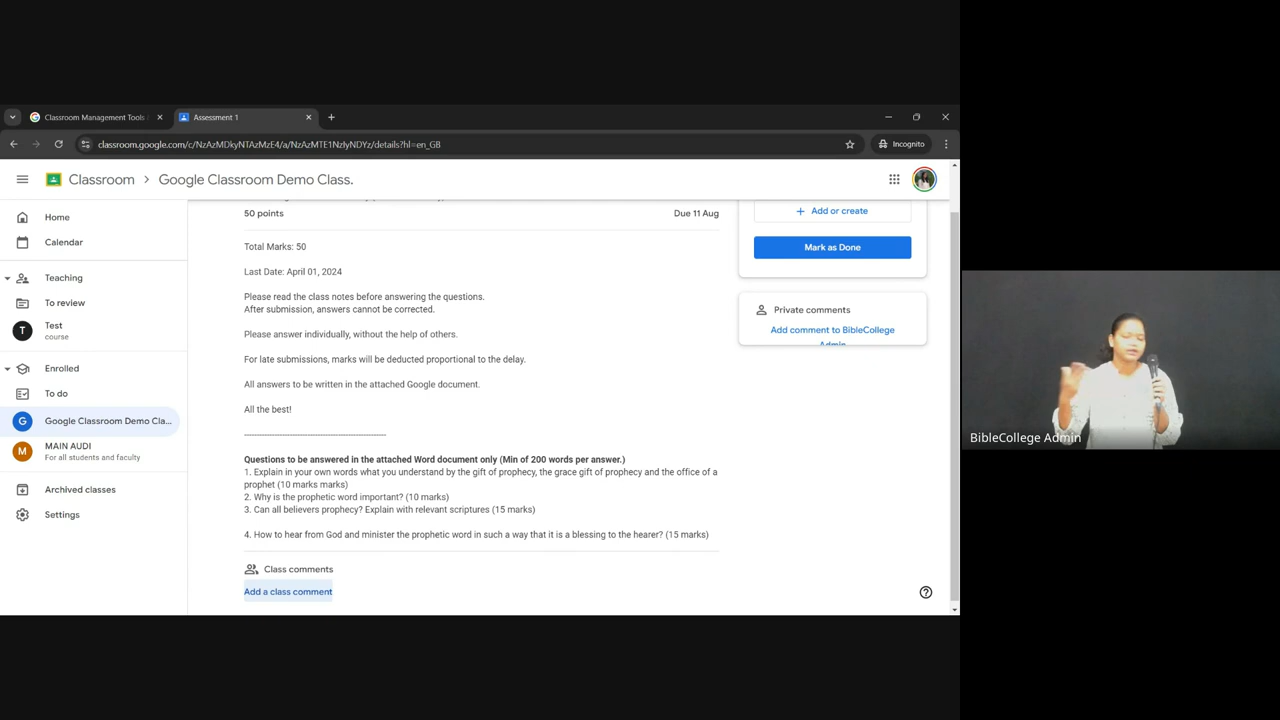 Classroom Management Tools
Assessment 1
classroom.google.com/c/NzAzMDkyNTAzMzE4/a/NzAzMTE1NzIyNDYz/details?hl=en_GB
Incognito
Classroom
Google Classroom Demo Class.
Home
Calendar
Teaching
To review
T
Test
course
Enrolled
To do
G
Google Classroom Demo Cla...
M
MAIN AUDI
For all students and faculty
Archived classes
Settings
50 points
Due 11 Aug
Total Marks: 50
Last Date: April 01, 2024
Please read the class notes before answering the questions.
After submission, answers cannot be corrected.
Please answer individually, without the help of others.
For late submissions, marks will be deducted proportional to the delay.
All answers to be written in the attached Google document.
All the best!
----------------------------------------------------
Questions to be answered in the attached Word document only (Min of 200 words per answer.)
1. Explain in your own words what you understand by the gift of prophecy, the grace gift of prophecy and the office of a
prophet (10 marks marks)
2. Why is the prophetic word important? (10 marks)
3. Can all believers prophecy? Explain with relevant scriptures (15 marks)
4. How to hear from God and minister the prophetic word in such a way that it is a blessing to the hearer? (15 marks)
Class comments
Add a class comment
+ Add or create
Mark as Done
Private comments
Add comment to BibleCollege
Admin
BibleCollege Admin